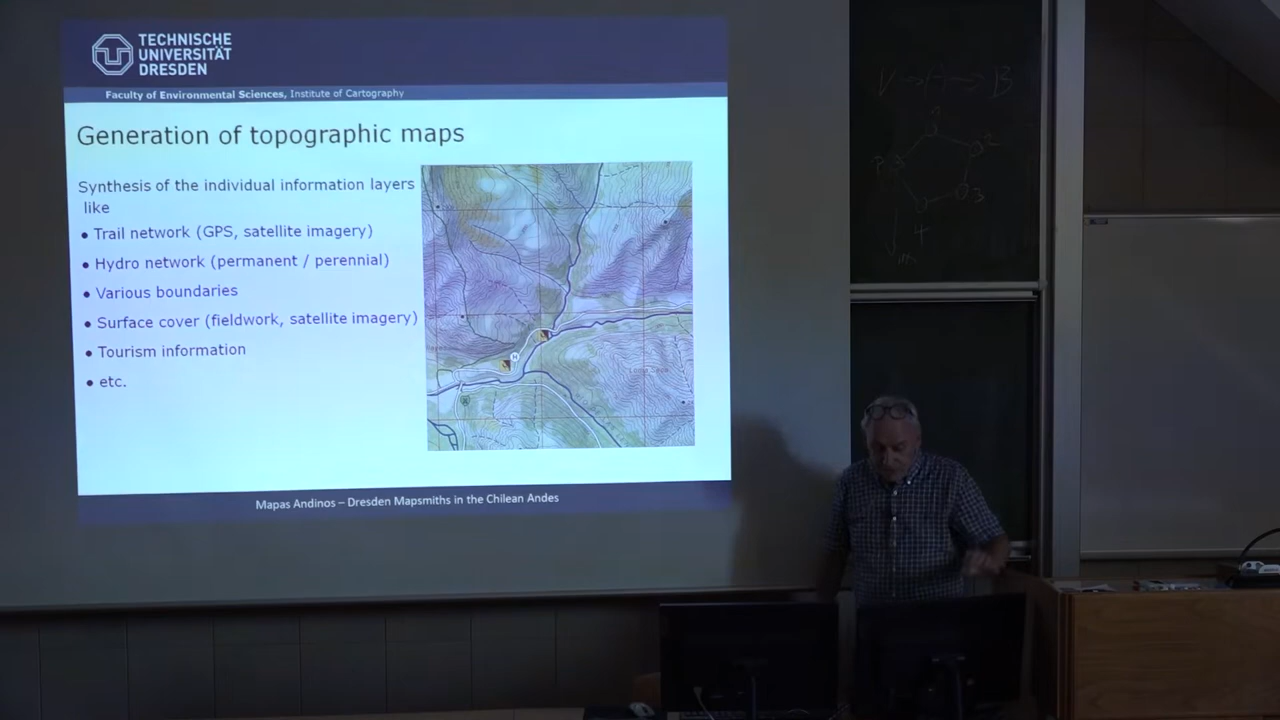 TECHNISCHE
UNIVERSITÄT
DRESDEN
Faculty of Environmental Sciences, Institute of Cartography
Generation of topographic maps
Synthesis of the individual information layers
like
• Trail network (GPS, satellite imagery)
• Hydro network (permanent / perennial)
• Various boundaries
• Surface cover (fieldwork, satellite imagery)
• Tourism information
• etc.
Mapas Andinos – Dresden Mapsmiths in the Chilean Andes
B
4